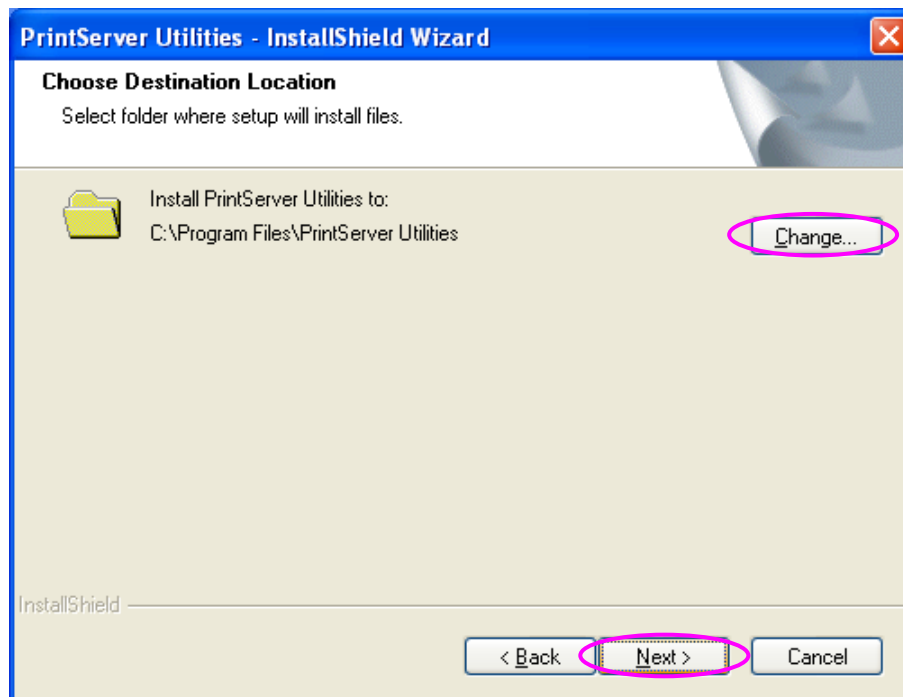 PrintServer Utilities - InstallShield Wizard
Choose Destination Location
Select folder where setup will install files.
Install PrintServer Utilities to:
C:\Program Files\PrintServer Utilities
Change...
InstallShield
< Back
Next >
Cancel